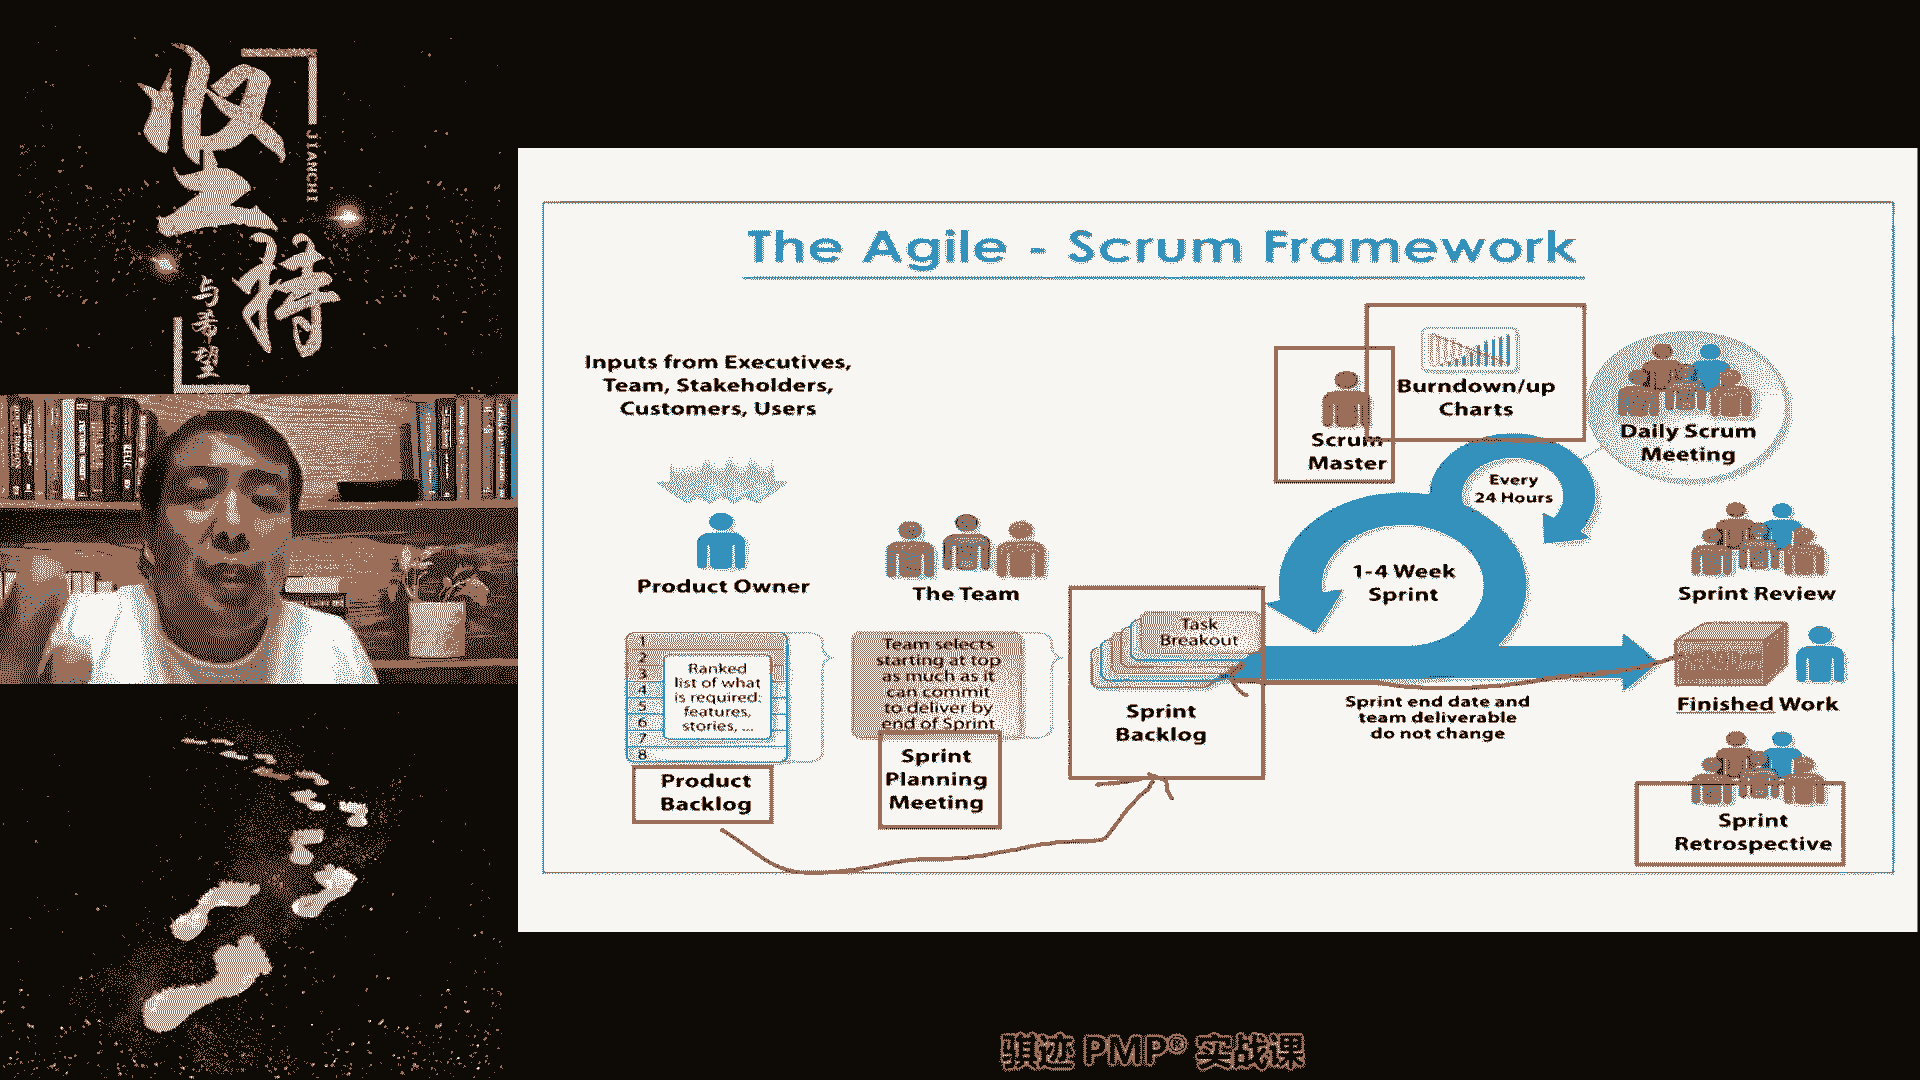 坚持
JIANCHI
与希望
The Agile - Scrum Framework
Inputs from Executives,
Team, Stakeholders,
Customers, Users
Product Owner
The Team
1
2
3
4
5
6
7
8
Ranked
list of what
is required:
features,
stories, ...
Product
Backlog
Team selects
starting at top
as much as it
can commit
to deliver by
end of Sprint
Sprint
Planning
Meeting
Task
Breakout
Sprint
Backlog
Scrum
Master
Burndown/up
Charts
Every
24 Hours
1-4 Week
Sprint
Sprint end date and
team deliverable
do not change
Daily Scrum
Meeting
Sprint Review
Finished Work
Sprint
Retrospective
骐迹 PMP® 实战课